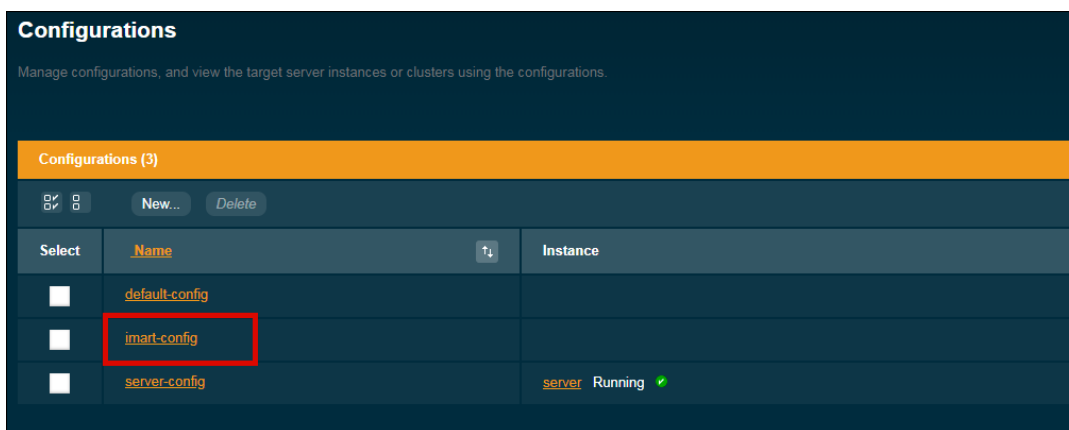 Configurations
Manage configurations, and view the target server instances or clusters using the configurations.
Configurations (3)
New... Delete
Select Name Instance
default-config
imart-config
server-config server Running